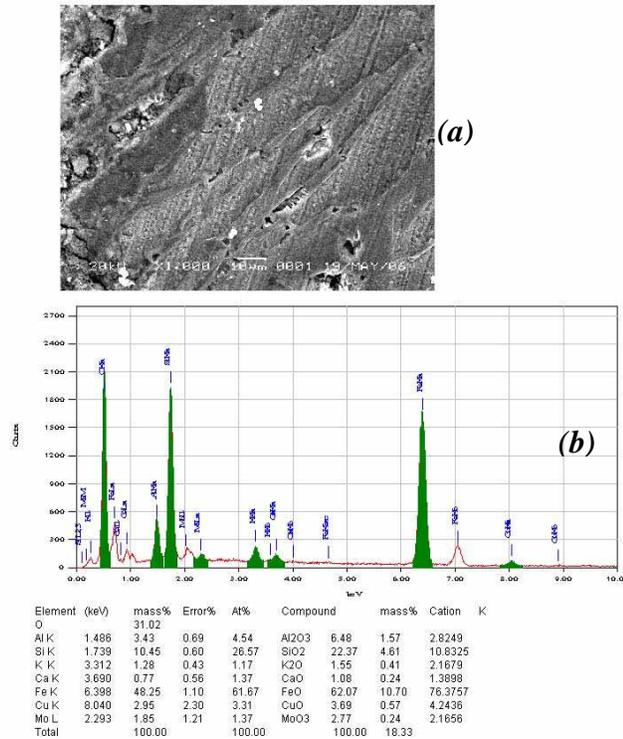 (a)
20kU X1,000 10µm 0001 19/MAY/06
2700
2400
2100
1800
1500
1200
900
600
300
0
Counts
(b)
0.00 1.00 2.00 3.00 4.00 5.00 6.00 7.00 8.00 9.00 10.0
keV
Element (keV) mass% Error% At% Compound mass% Cation K
O 31.02
Al K 1.486 3.43 0.69 4.54 Al2O3 6.48 1.57 2.8249
Si K 1.739 10.45 0.60 26.57 SiO2 22.37 4.61 10.8325
K K 3.312 1.28 0.43 1.17 K2O 1.55 0.41 2.1679
Ca K 3.690 0.77 0.56 1.37 CaO 1.08 0.24 1.3898
Fe K 6.398 48.25 1.10 61.67 FeO 62.07 10.70 76.3757
Cu K 8.040 2.95 2.30 3.31 CuO 3.69 0.57 4.2436
Mo L 2.293 1.85 1.21 1.37 MoO3 2.77 0.24 2.1656
Total 100.00 100.00 100.00 18.33